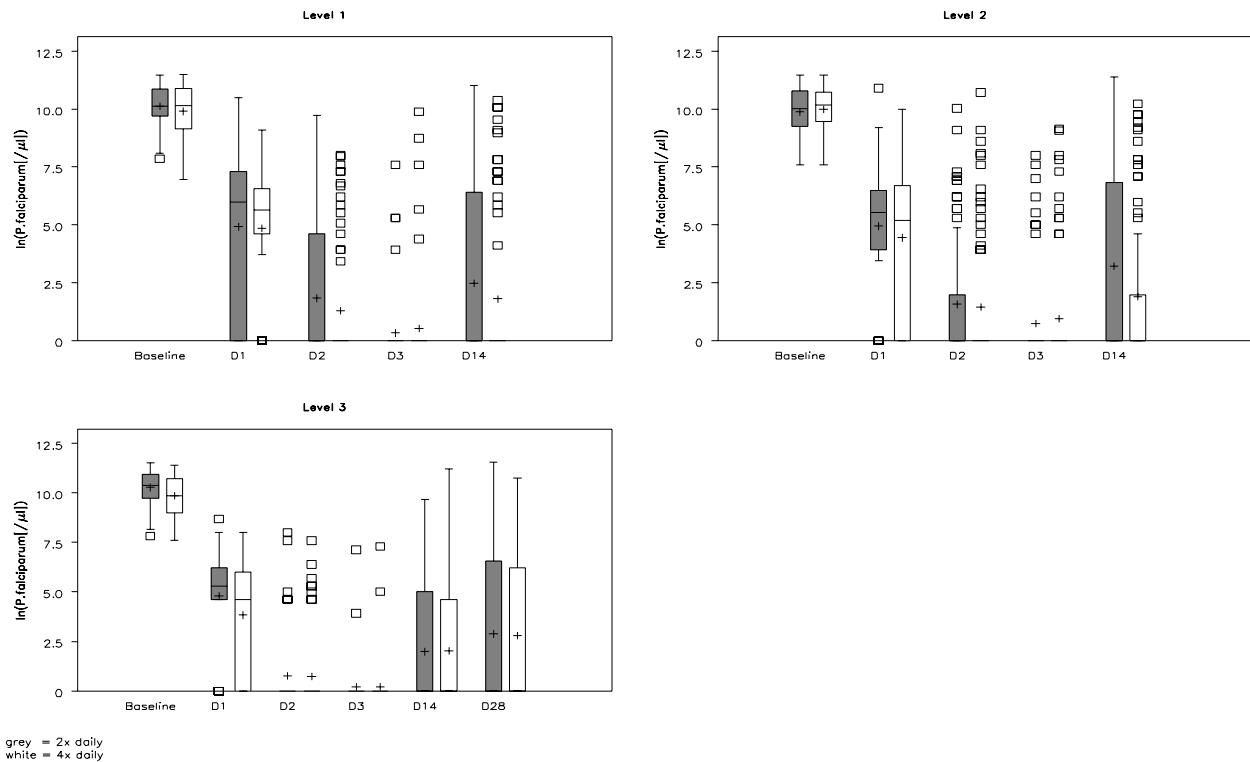 Level 1
ln(P.falciparum[/µl])
12.5
10.0
7.5
5.0
2.5
0
Baseline D1 D2 D3 D14
Level 2
ln(P.falciparum[/µl])
12.5
10.0
7.5
5.0
2.5
0
Baseline D1 D2 D3 D14
Level 3
ln(P.falciparum[/µl])
12.5
10.0
7.5
5.0
2.5
0
Baseline D1 D2 D3 D14 D28
grey = 2x daily
white = 4x daily